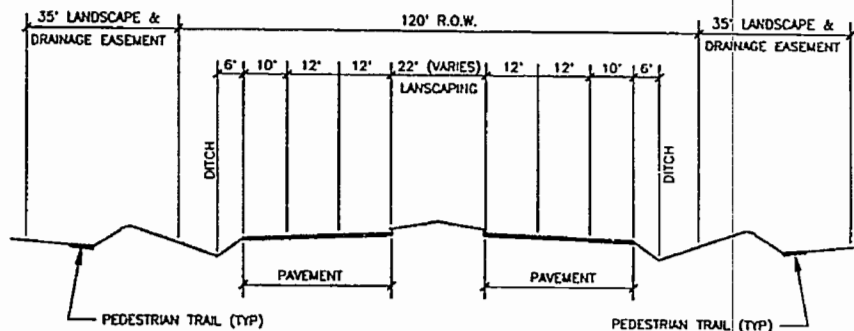 35' LANDSCAPE &
DRAINAGE EASEMENT
120' R.O.W.
35' LANDSCAPE &
DRAINAGE EASEMENT
6' 10' 12' 12' 22' (VARIES) 12' 12' 10' 6'
LANSCAPING
DITCH
DITCH
PAVEMENT
PAVEMENT
PEDESTRIAN TRAIL (TYP)
PEDESTRIAN TRAIL (TYP)